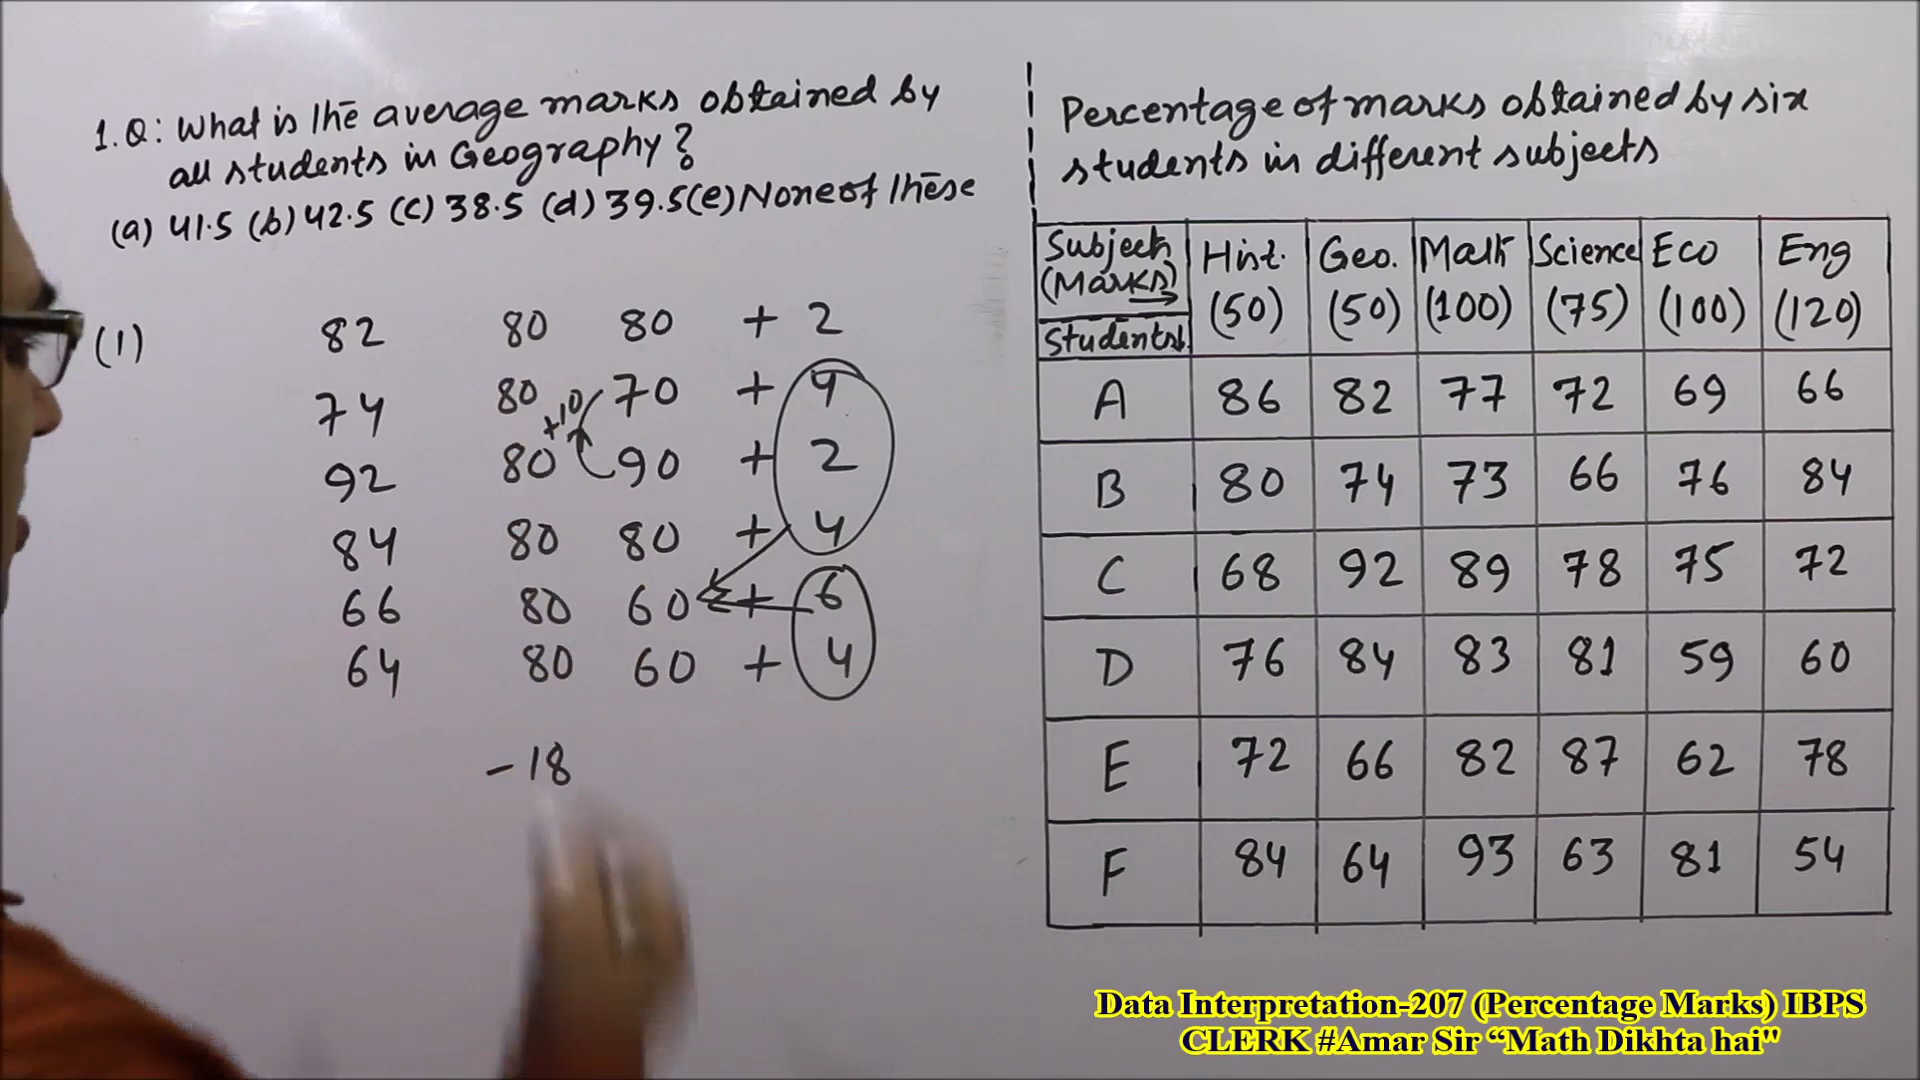 1.Q: What is the average marks obtained by
all students in Geography?
(a) 41.5 (b) 42.5 (c) 38.5 (d) 39.5 (e) None of these
(1) 82 80 80 + 2
74 80 70 + 4
+10
92 80 90 + 2
84 80 80 + 4
66 80 60 + 6
64 80 60 + 4
-18
Percentage of marks obtained by six
students in different subjects
Subject (Marks) Hist. (50) Geo. (50) Math (100) Science (75) Eco (100) Eng (120)
Students
A 86 82 77 72 69 66
B 80 74 73 66 76 84
C 68 92 89 78 75 72
D 76 84 83 81 59 60
E 72 66 82 87 62 78
F 84 64 93 63 81 54
Data Interpretation-207 (Percentage Marks) IBPS
CLERK #Amar Sir “Math Dikhta hai"